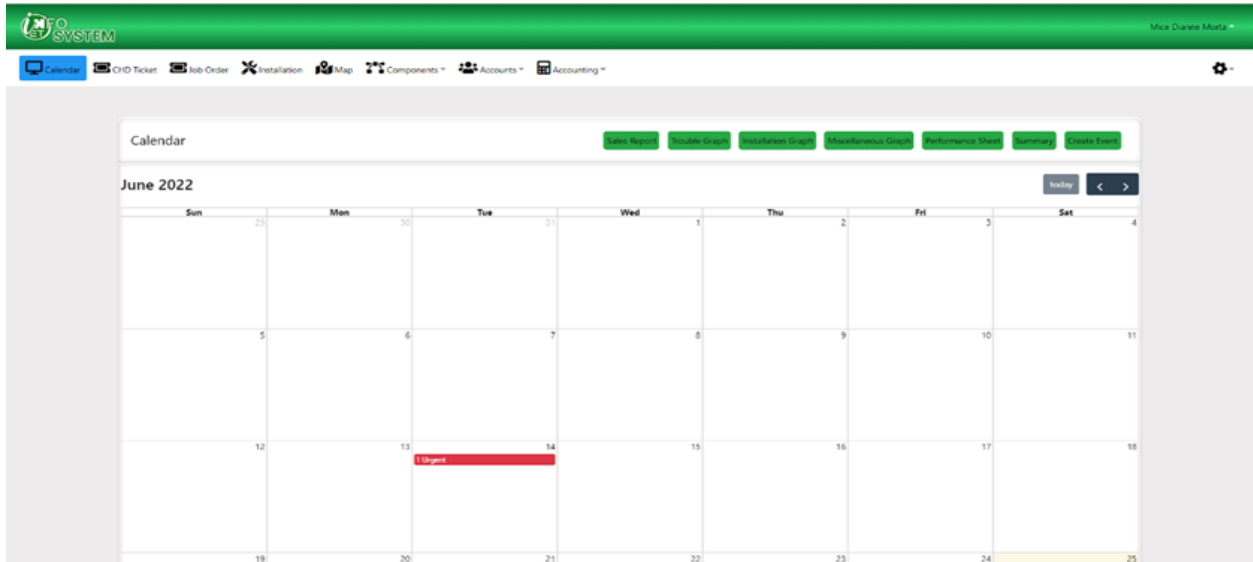 iNET
FO
SYSTEM
Mice Dianne Morta
Calendar CHD Ticket Job Order Installation Map Components Accounts Accounting
Calendar Sales Report Trouble Graph Installation Graph Miscellaneous Graph Performance Sheet Summary Create Event
June 2022 today
Sun Mon Tue Wed Thu Fri Sat
29 30 31 1 2 3 4
5 6 7 8 9 10 11
12 13 14 15 16 17 18
1 Urgent
19 20 21 22 23 24 25